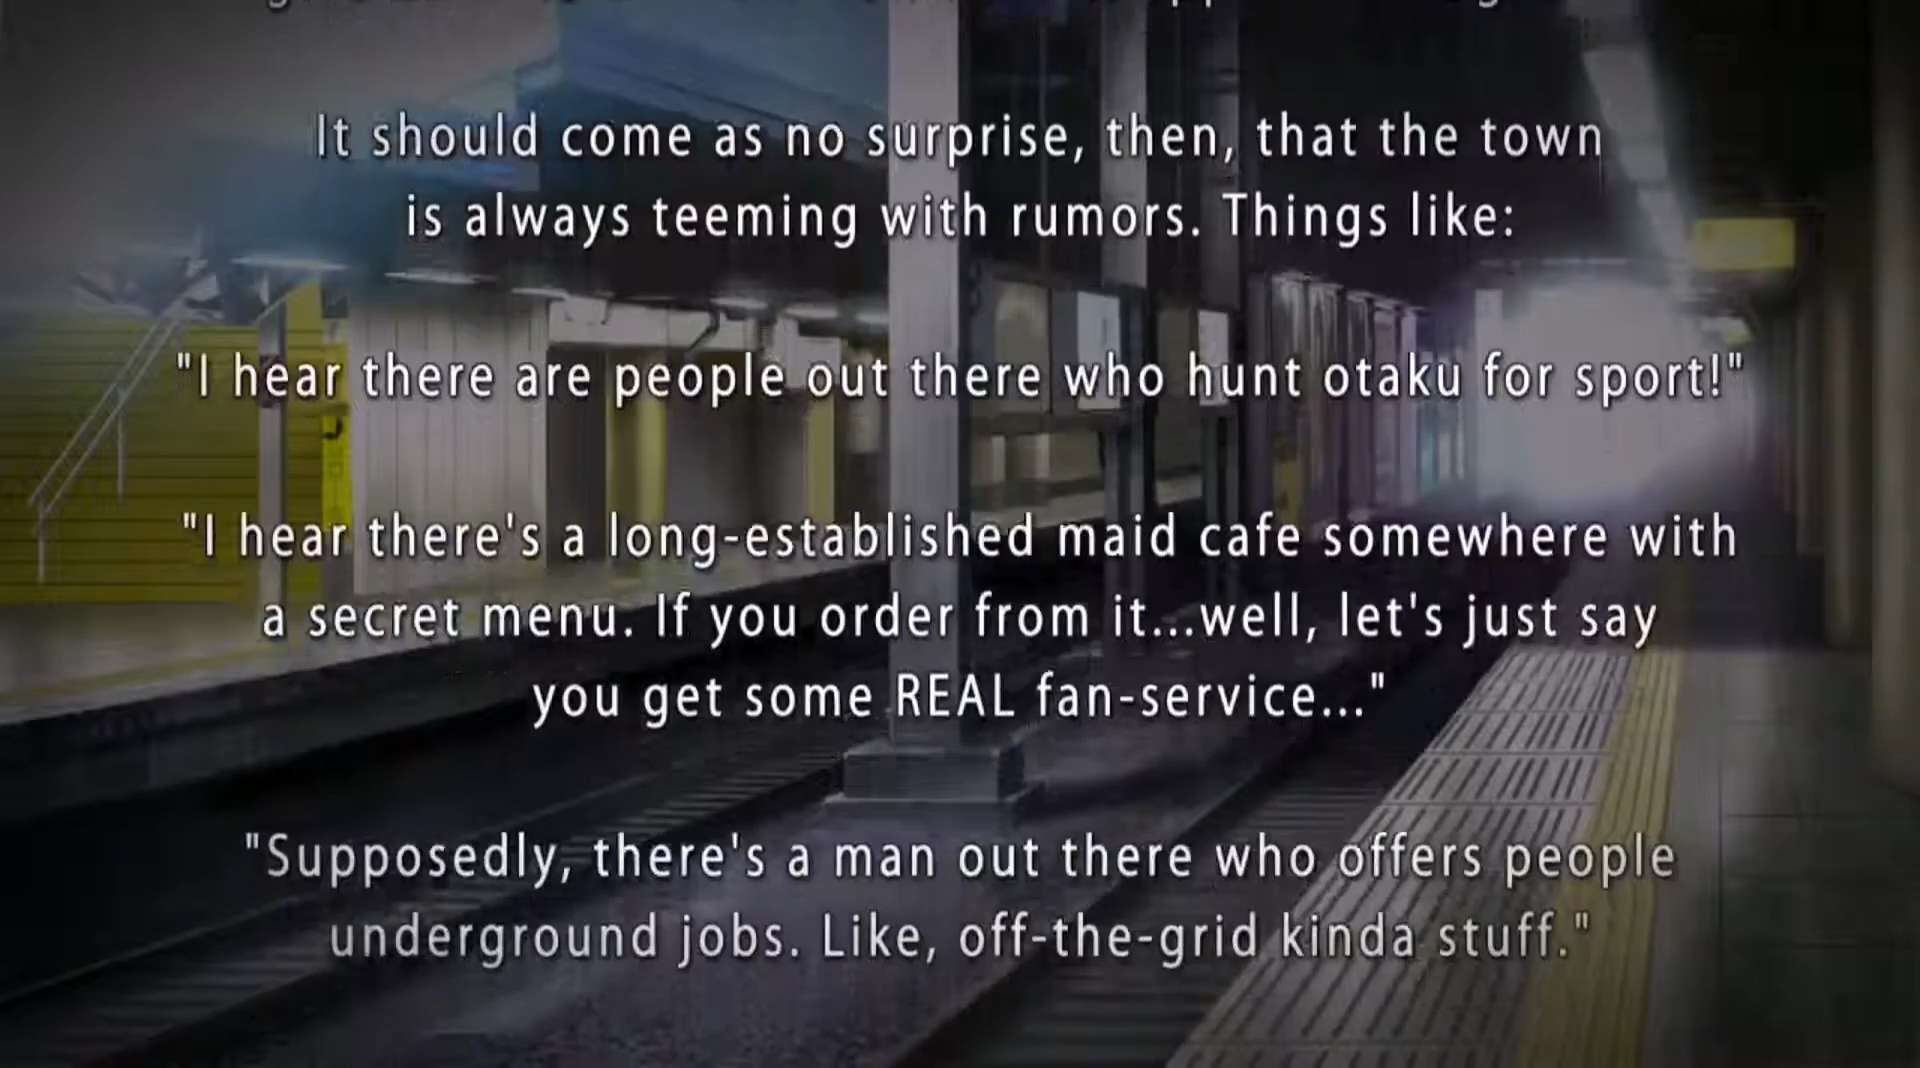 It should come as no surprise, then, that the town
is always teeming with rumors. Things like:
"I hear there are people out there who hunt otaku for sport!"
"I hear there's a long-established maid cafe somewhere with
a secret menu. If you order from it...well, let's just say
you get some REAL fan-service..."
"Supposedly, there's a man out there who offers people
underground jobs. Like, off-the-grid kinda stuff."